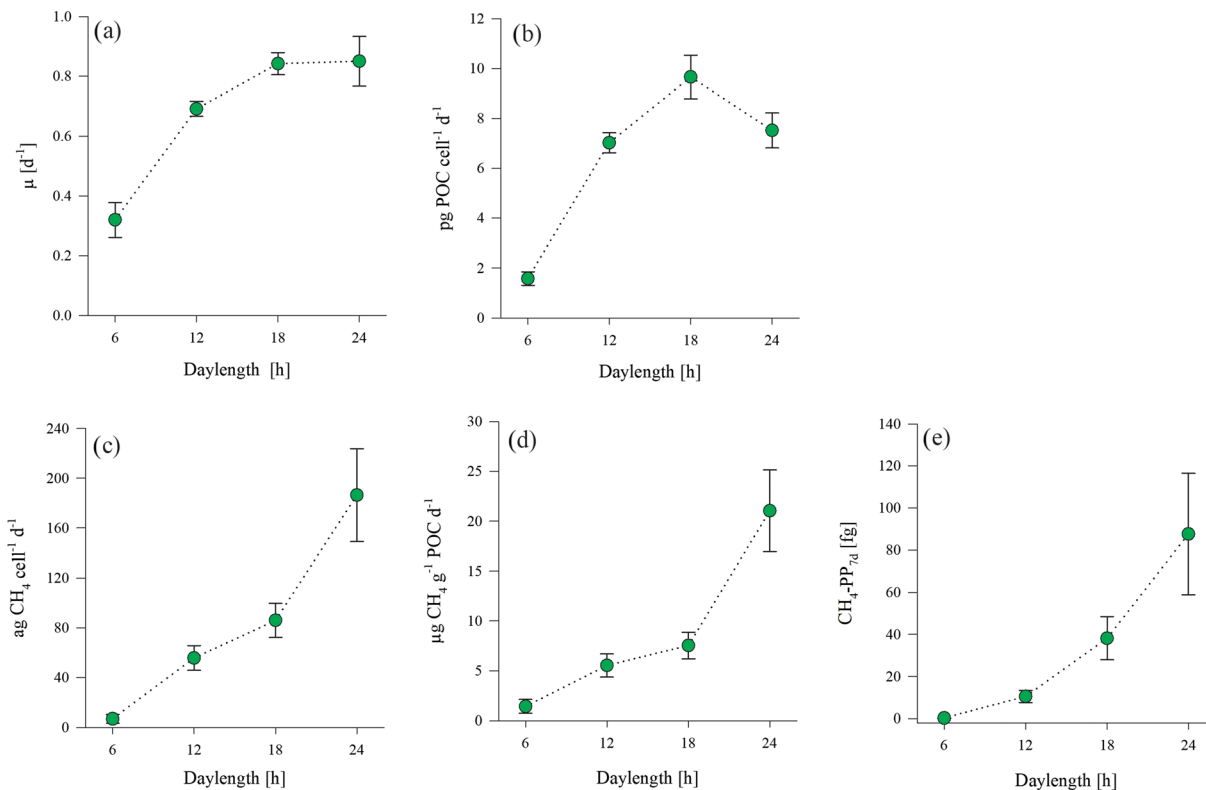 (a)
1.0
0.8
0.6
0.4
0.2
0.0
μ [d⁻¹]
6 12 18 24
Daylength [h]
(b)
12
10
8
6
4
2
0
pg POC cell⁻¹ d⁻¹
6 12 18 24
Daylength [h]
(c)
240
200
160
120
80
40
0
ag CH₄ cell⁻¹ d⁻¹
6 12 18 24
Daylength [h]
(d)
30
25
20
15
10
5
0
μg CH₄ g⁻¹ POC d⁻¹
6 12 18 24
Daylength [h]
(e)
140
120
100
80
60
40
20
0
CH₄-PP₇d [fg]
6 12 18 24
Daylength [h]